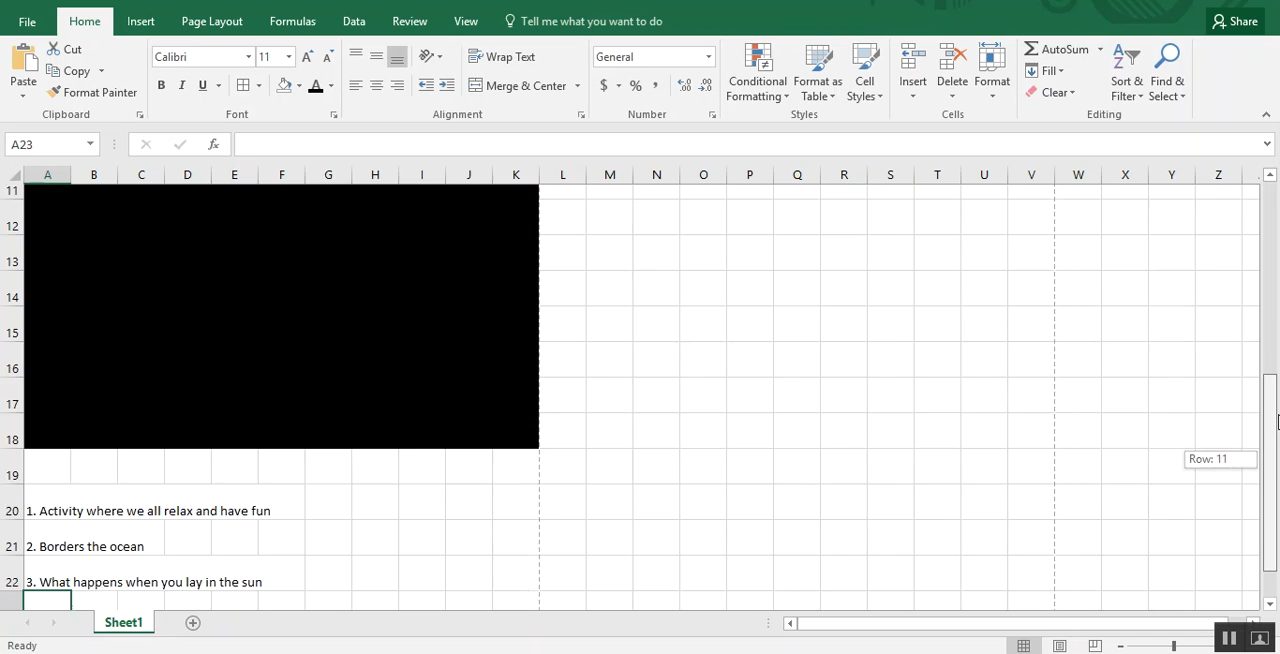 File Home Insert Page Layout Formulas Data Review View Tell me what you want to do Share
Paste Cut Copy Format Painter Clipboard
Calibri 11 A A B I U A Font
Wrap Text Merge & Center Alignment
General $ % , .00 Number
Conditional Formatting Format as Table Cell Styles Styles
Insert Delete Format Cells
AutoSum Fill Clear Sort & Filter Find & Select Editing
A23 fx
A B C D E F G H I J K L M N O P Q R S T U V W X Y Z
11
12
13
14
15
16
17
18
Row: 11
19
20 1. Activity where we all relax and have fun
21 2. Borders the ocean
22 3. What happens when you lay in the sun
Sheet1
Ready